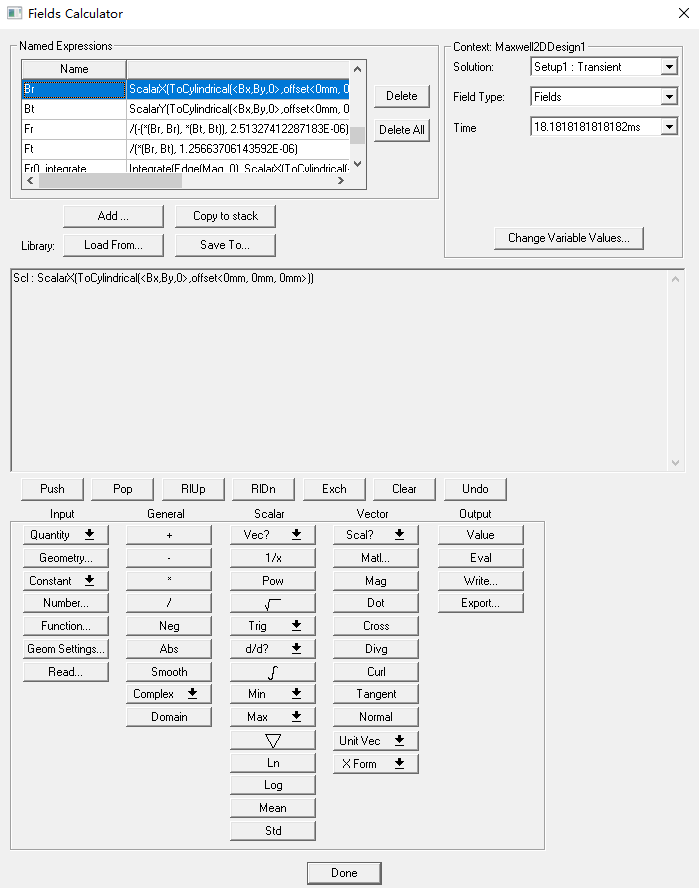 Fields Calculator
Named Expressions
Name
Br ScalarX(ToCylindrical(<Bx,By,0>,offset<0mm, 0
Bt ScalarY(ToCylindrical(<Bx,By,0>,offset<0mm, 0
Fr /(-(*(Br, Br), *(Bt, Bt)), 2.51327412287183E-06)
Ft /(*(Br, Bt), 1.25663706143592E-06)
Fr0_integrate Integrate(Edge(Mag_0), ScalarX(ToCylindrical(
Delete
Delete All
Add ...
Copy to stack
Library:
Load From...
Save To...
Context: Maxwell2DDesign1
Solution: Setup1 : Transient
Field Type: Fields
Time 18.1818181818182ms
Change Variable Values...
Scl : ScalarX(ToCylindrical(<Bx,By,0>,offset<0mm, 0mm, 0mm>))
Push Pop RlUp RlDn Exch Clear Undo
Input General Scalar Vector Output
Quantity + Vec? Scal? Value
Geometry... - 1/x Matl... Eval
Constant * Pow Mag Write...
Number... / √ Dot Export...
Function... Neg Trig Cross
Geom Settings... Abs d/d? Divg
Read... Smooth ∫ Curl
Complex Min Tangent
Domain Max Normal
▽ Unit Vec
Ln X Form
Log
Mean
Std
Done